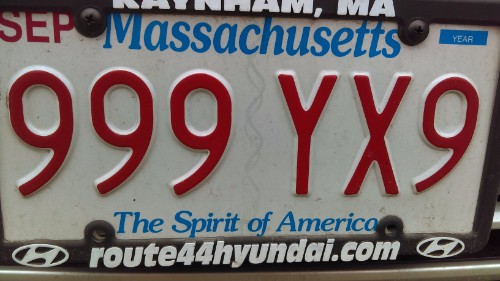 RAYNHAM, MA
SEP Massachusetts YEAR
999 YX9
The Spirit of America
route44hyundai.com